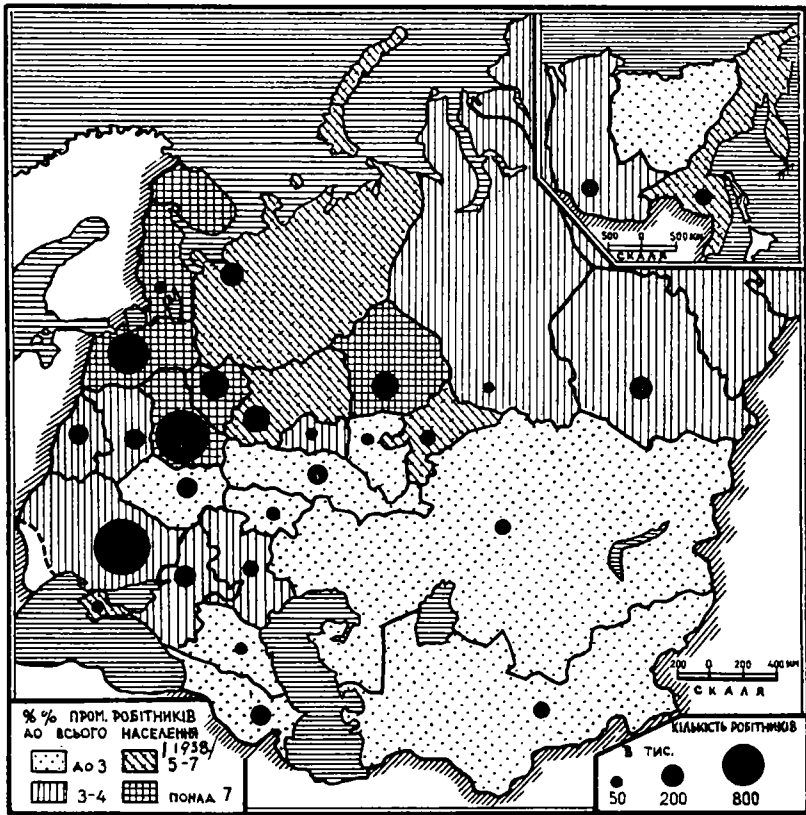 500 0 500 КМ
СКАЛЯ
200 0 200 400 КМ
СКАЛЯ
% % ПРОМ. РОБІТНИКІВ
ДО ВСЬОГО НАСЕЛЕННЯ
/1938/
ДО 3 5-7
3-4 ПОНАД 7
КІЛЬКІСТЬ РОБІТНИКІВ
В ТИС.
50 200 800